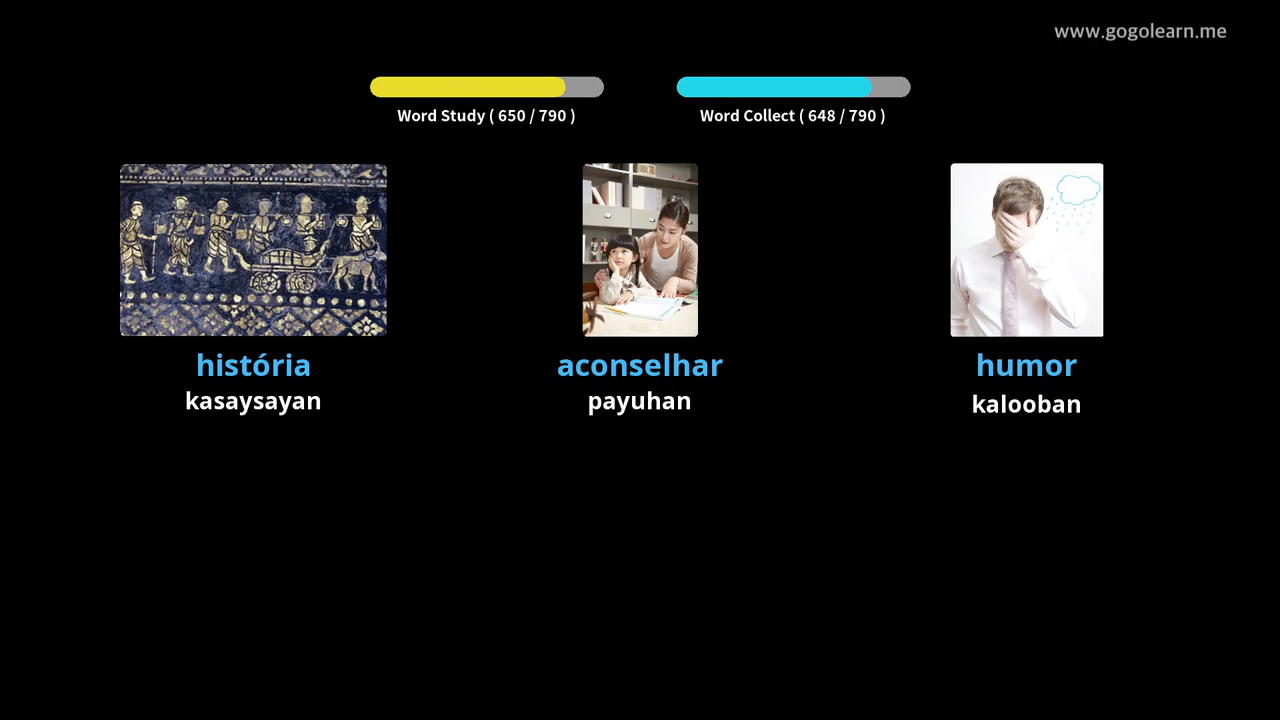 www.gogolearn.me
Word Study ( 650 / 790 )
Word Collect ( 648 / 790 )
história
kasaysayan
aconselhar
payuhan
humor
kalooban